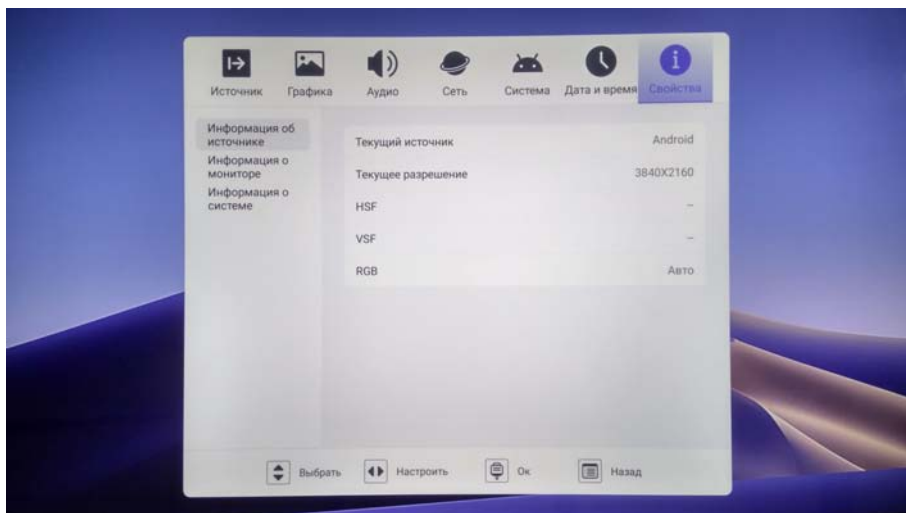 Источник Графика Аудио Сеть Система Дата и время Свойства
Информация об
источнике
Информация о
мониторе
Информация о
системе
Текущий источник Android
Текущее разрешение 3840X2160
HSF –
VSF –
RGB Авто
Выбрать Настроить Ок Назад